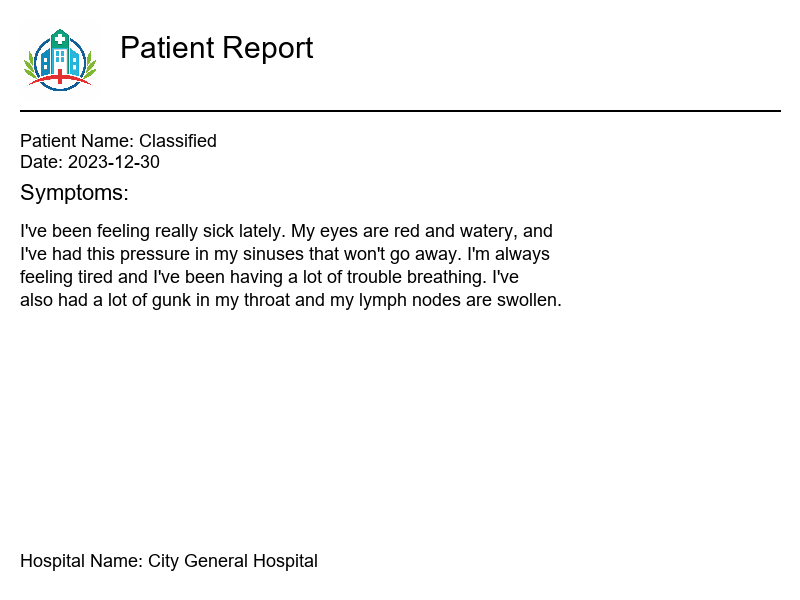 Patient Report
Patient Name: Classified
Date: 2023-12-30
Symptoms:
I've been feeling really sick lately. My eyes are red and watery, and
I've had this pressure in my sinuses that won't go away. I'm always
feeling tired and I've been having a lot of trouble breathing. I've
also had a lot of gunk in my throat and my lymph nodes are swollen.
Hospital Name: City General Hospital